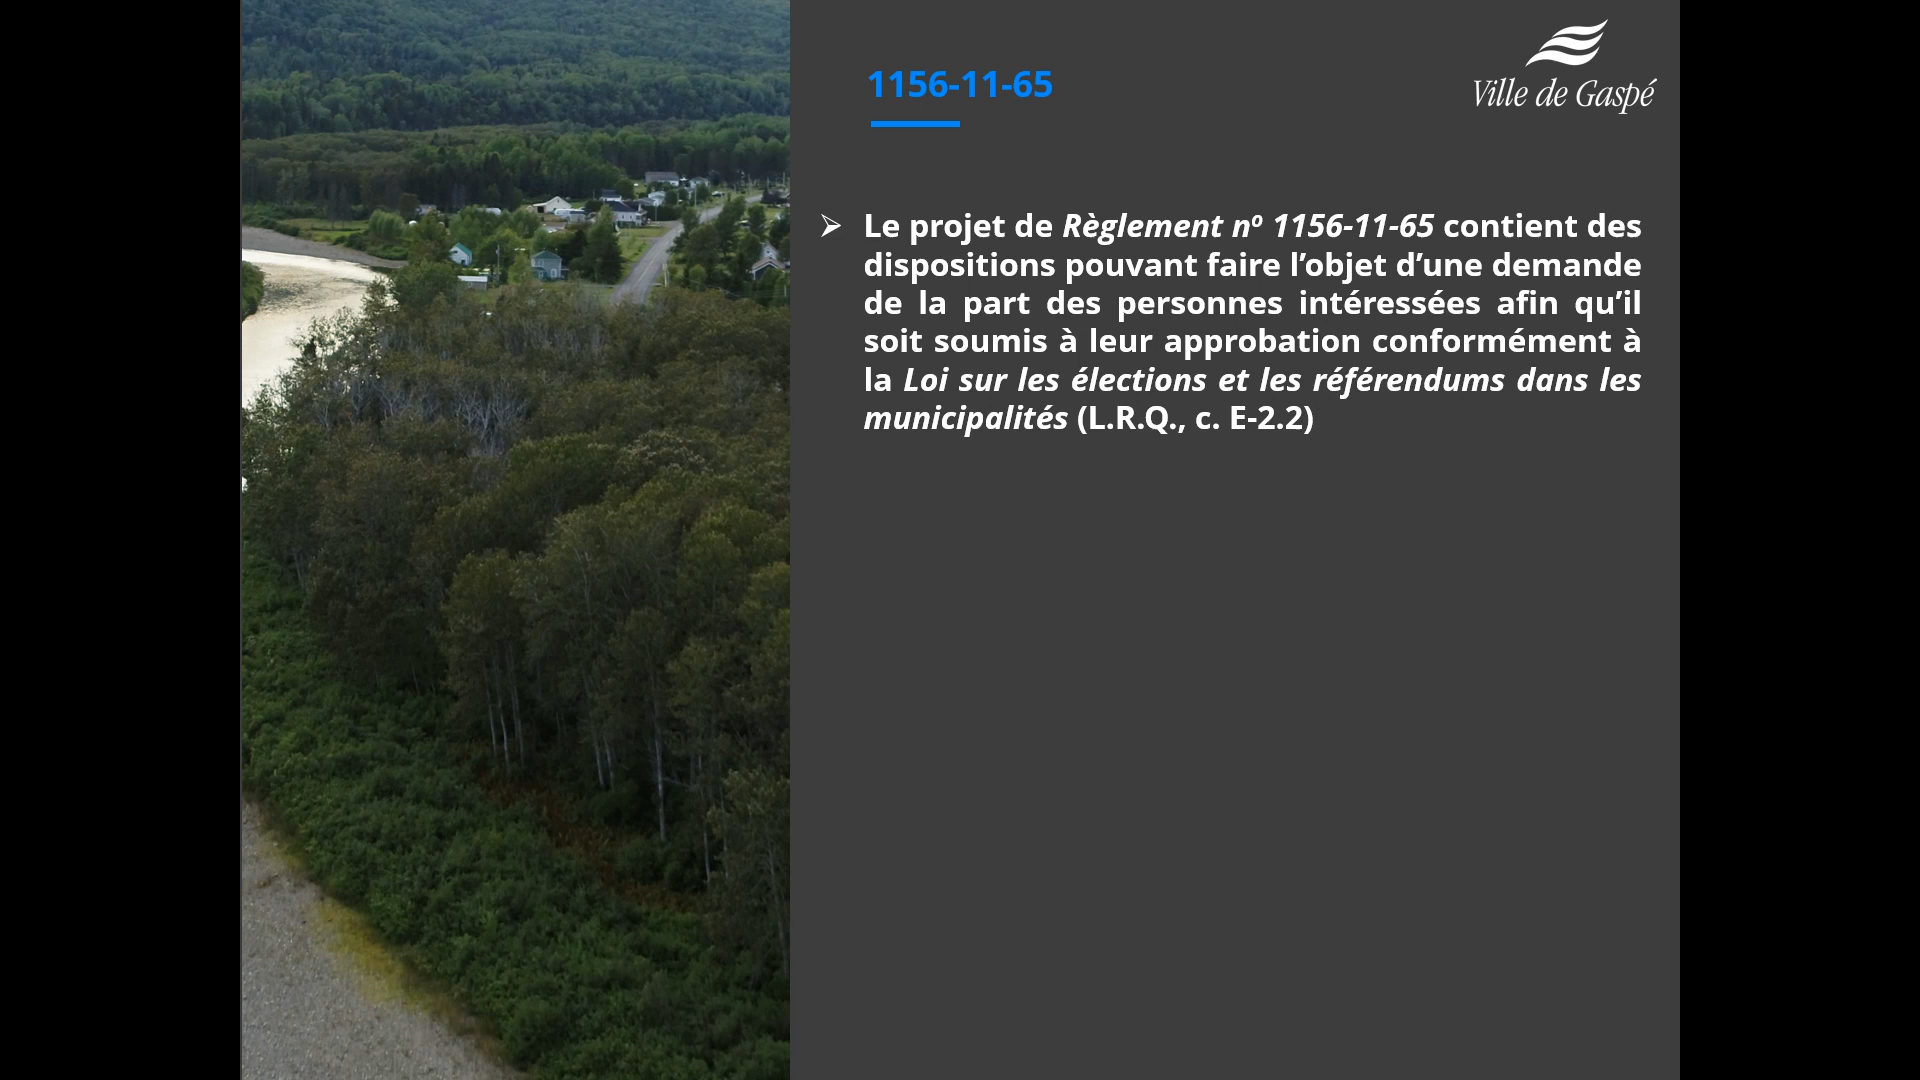 1156-11-65
Ville de Gaspé
➢ Le projet de Règlement nº 1156-11-65 contient des
dispositions pouvant faire l’objet d’une demande
de la part des personnes intéressées afin qu’il
soit soumis à leur approbation conformément à
la Loi sur les élections et les référendums dans les
municipalités (L.R.Q., c. E-2.2)